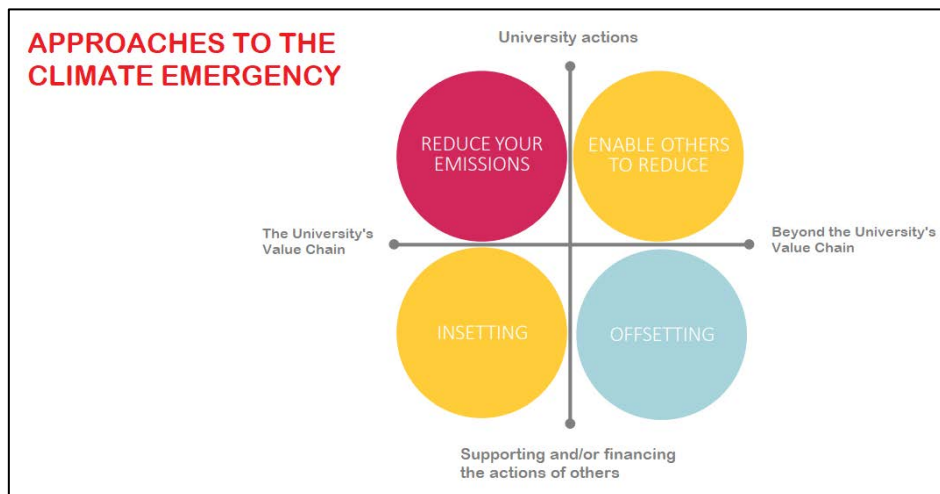 APPROACHES TO THE
CLIMATE EMERGENCY
University actions
REDUCE YOUR
EMISSIONS
ENABLE OTHERS
TO REDUCE
The University's
Value Chain
Beyond the University's
Value Chain
INSETTING
OFFSETTING
Supporting and/or financing
the actions of others